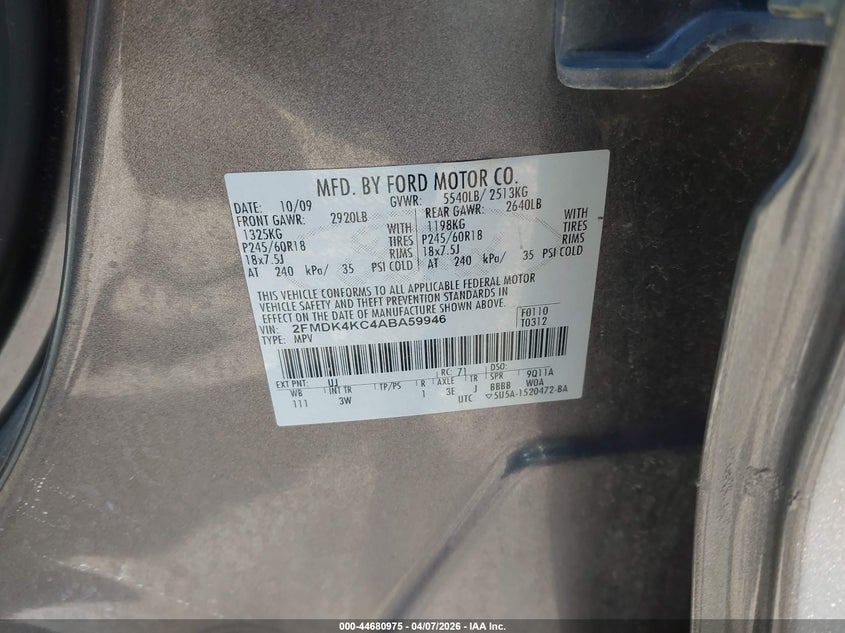 MFD. BY FORD MOTOR CO.
DATE: 10/09 GVWR: 5540LB/ 2513KG
FRONT GAWR: 2920LB REAR GAWR: 2640LB
1325KG WITH 1198KG WITH
P245/60R18 TIRES P245/60R18 TIRES
18x7.5J RIMS 18x7.5J RIMS
AT 240 kPa/ 35 PSI COLD AT 240 kPa/ 35 PSI COLD
THIS VEHICLE CONFORMS TO ALL APPLICABLE FEDERAL MOTOR
VEHICLE SAFETY AND THEFT PREVENTION STANDARDS IN
EFFECT ON THE DATE OF MANUFACTURE SHOWN ABOVE.
VIN: 2FMDK4KC4ABA59946 F0110
TYPE: MPV T0312
EXT PNT: UJ RC: 71 DSO:
WB INT TR TP/PS R AXLE TR SPR 9Q11A
111 3W 1 3E J BBBB W0A
UTC ▽5U5A-1520472-BA
000-44680975 - 04/07/2026 - IAA Inc.